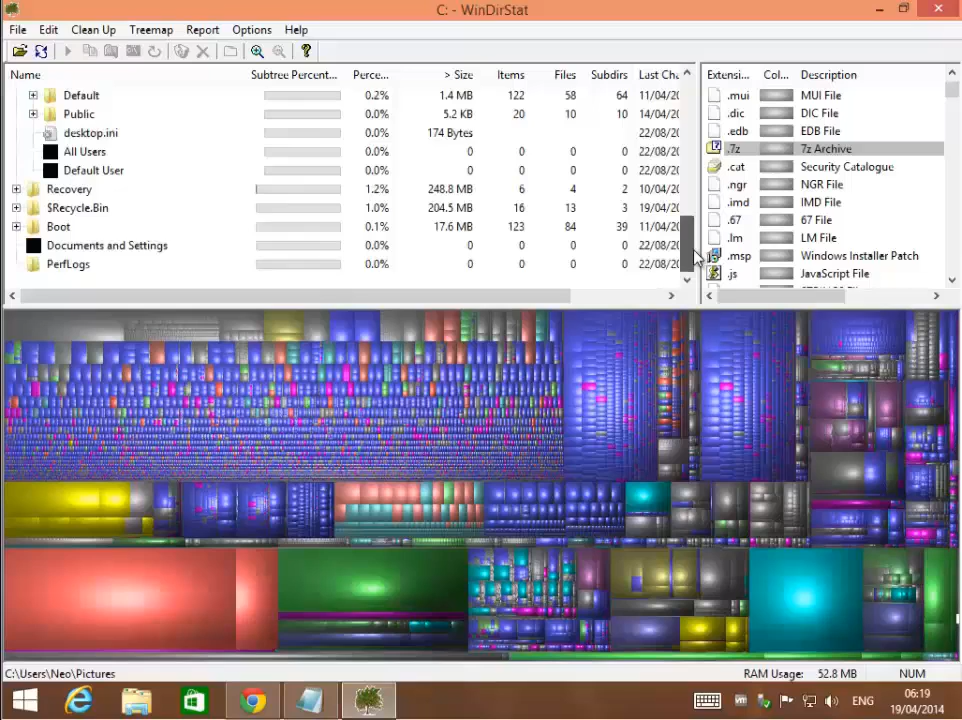 C: - WinDirStat
File Edit Clean Up Treemap Report Options Help
Name Subtree Percent... Perce... > Size Items Files Subdirs Last Cha
Default 0.2% 1.4 MB 122 58 64 11/04/20
Public 0.0% 5.2 KB 20 10 10 14/04/20
desktop.ini 0.0% 174 Bytes 22/08/20
All Users 0.0% 0 0 0 0 22/08/20
Default User 0.0% 0 0 0 0 22/08/20
Recovery 1.2% 248.8 MB 6 4 2 10/04/20
$Recycle.Bin 1.0% 204.5 MB 16 13 3 19/04/20
Boot 0.1% 17.6 MB 123 84 39 11/04/20
Documents and Settings 0.0% 0 0 0 0 22/08/20
PerfLogs 0.0% 0 0 0 0 22/08/20
Extensi... Col... Description
.mui MUI File
.dic DIC File
.edb EDB File
.7z 7z Archive
.cat Security Catalogue
.ngr NGR File
.imd IMD File
.67 67 File
.lm LM File
.msp Windows Installer Patch
.js JavaScript File
C:\Users\Neo\Pictures RAM Usage: 52.8 MB NUM
ENG
06:19
19/04/2014